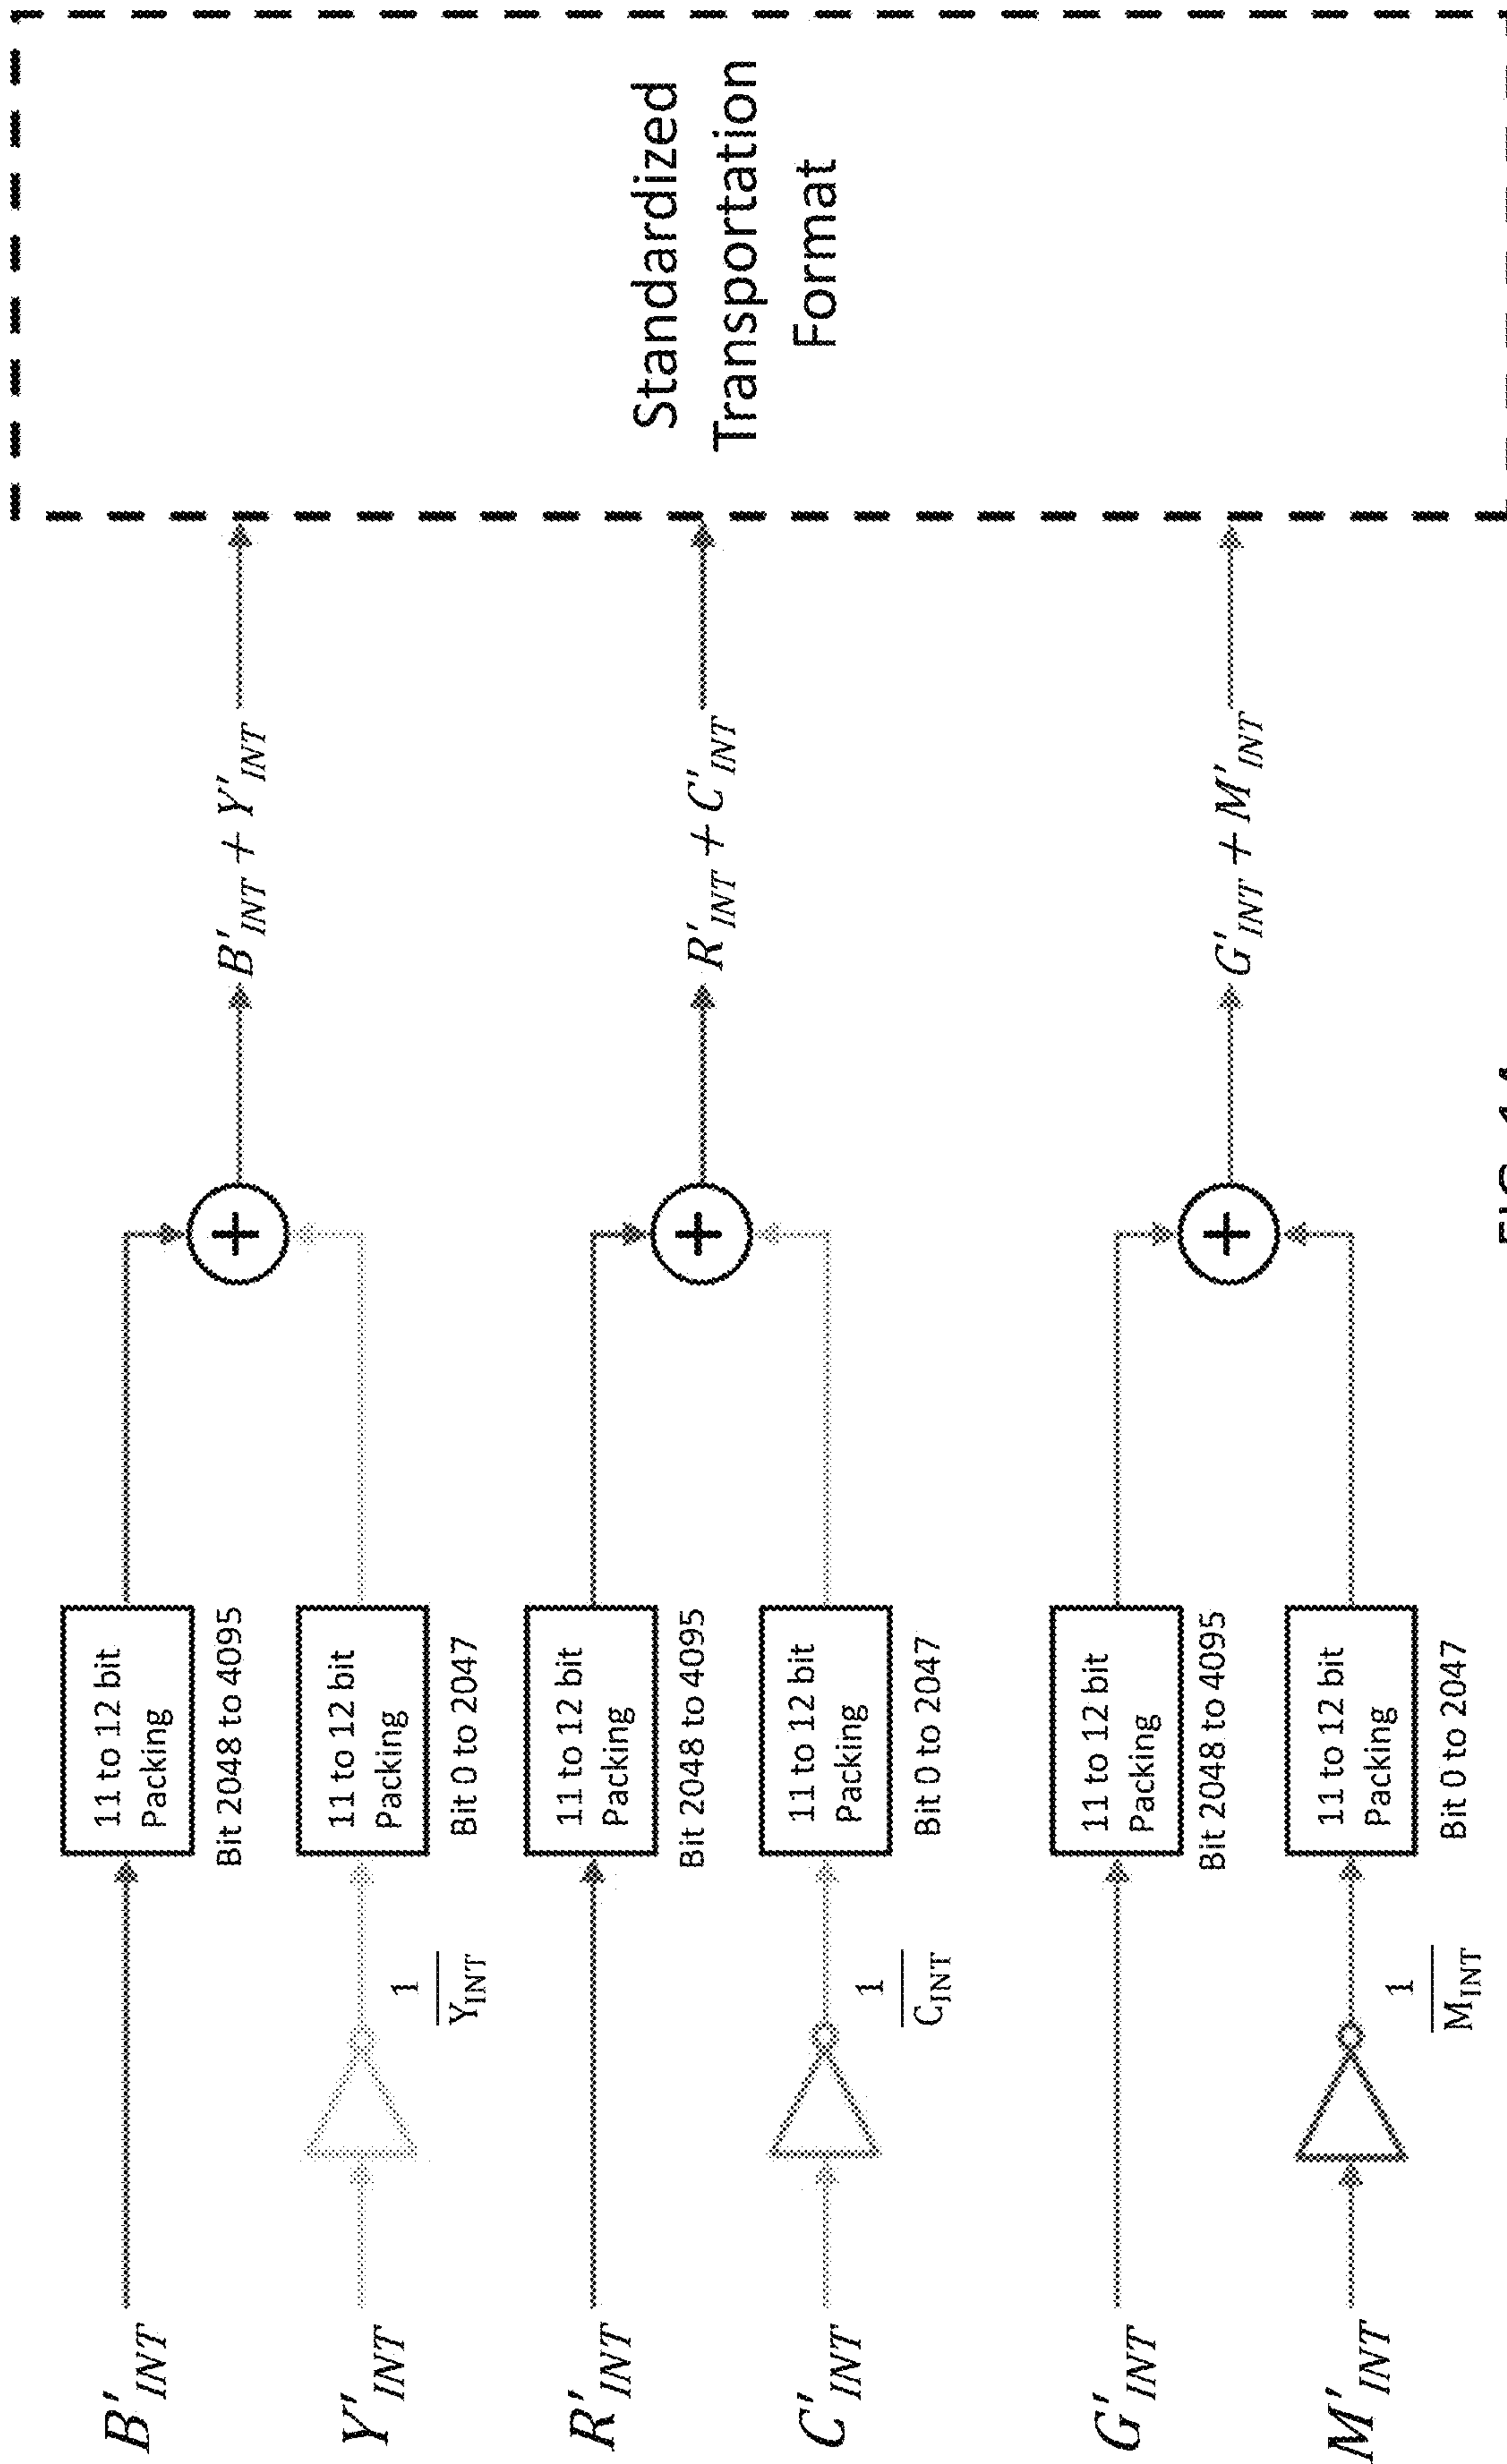 B'INT
11 to 12 bit
Packing
Bit 2048 to 4095
B'INT + Y'INT
Y'INT
1
YINT
11 to 12 bit
Packing
Bit 0 to 2047
R'INT
11 to 12 bit
Packing
Bit 2048 to 4095
R'INT + C'INT
C'INT
1
CINT
11 to 12 bit
Packing
Bit 0 to 2047
G'INT
11 to 12 bit
Packing
Bit 2048 to 4095
G'INT + M'INT
M'INT
1
MINT
11 to 12 bit
Packing
Bit 0 to 2047
+
+
+
Standardized
Transportation
Format